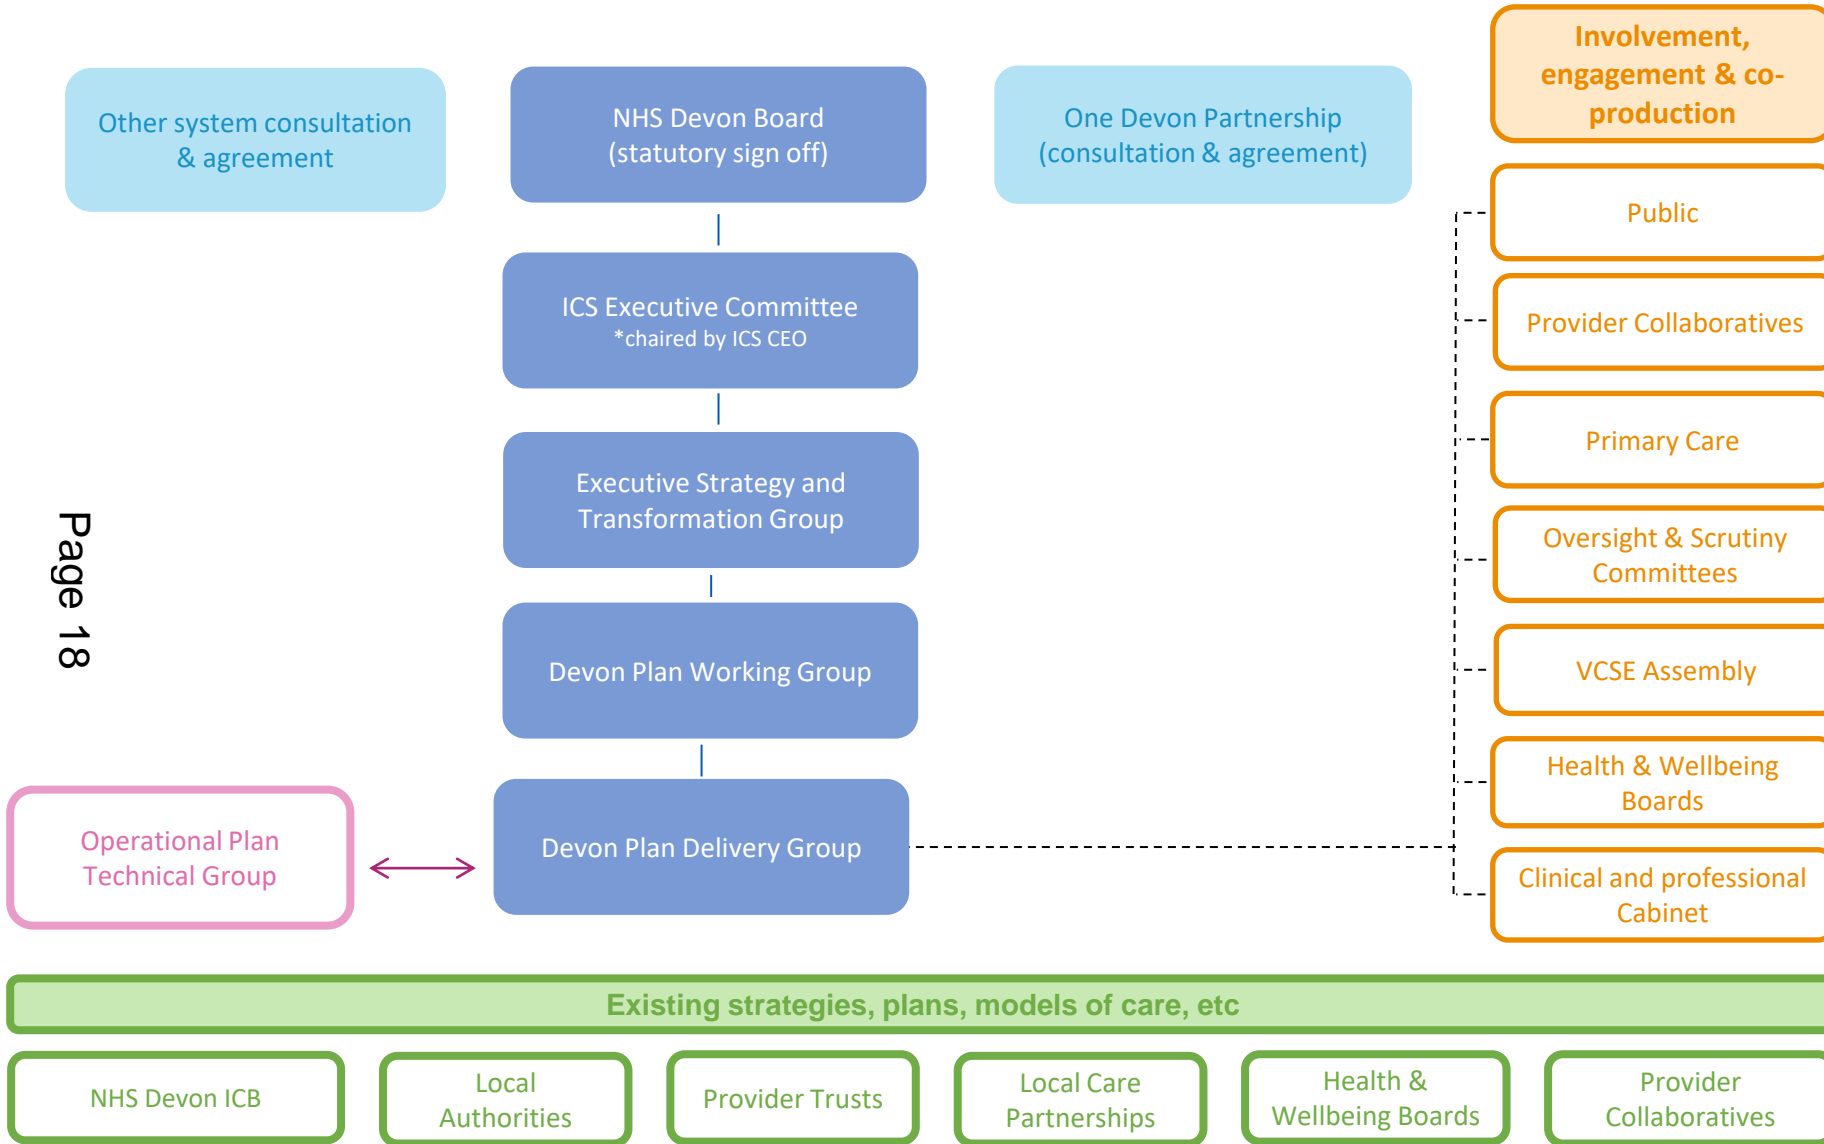 Other system consultation
& agreement
NHS Devon Board
(statutory sign off)
One Devon Partnership
(consultation & agreement)
Involvement,
engagement & co-
production
Public
ICS Executive Committee
*chaired by ICS CEO
Provider Collaboratives
Executive Strategy and
Transformation Group
Primary Care
Oversight & Scrutiny
Committees
Page 18
Devon Plan Working Group
VCSE Assembly
Health & Wellbeing
Boards
Operational Plan
Technical Group
Devon Plan Delivery Group
Clinical and professional
Cabinet
Existing strategies, plans, models of care, etc
NHS Devon ICB
Local
Authorities
Provider Trusts
Local Care
Partnerships
Health &
Wellbeing Boards
Provider
Collaboratives